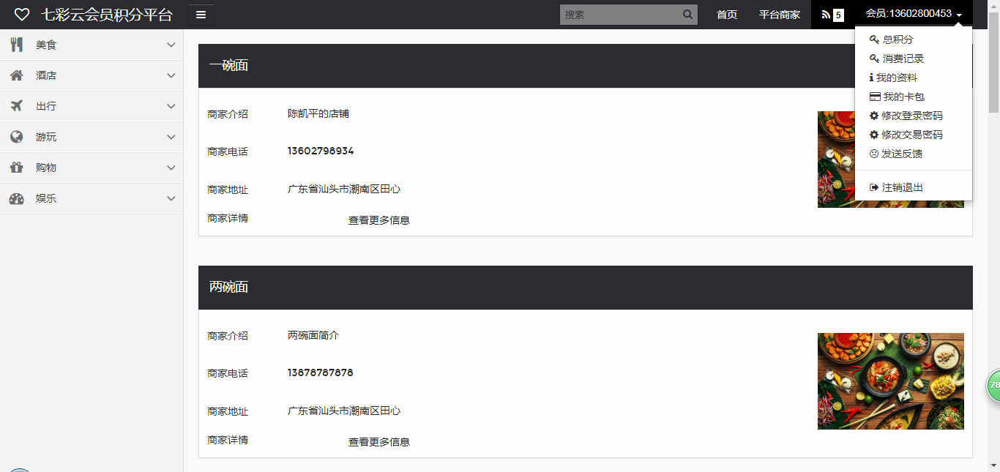 七彩云会员积分平台
搜索
首页
平台商家
5
会员:13602800453
总积分
消费记录
我的资料
我的卡包
修改登录密码
修改交易密码
发送反馈
注销退出
美食
酒店
出行
游玩
购物
娱乐
一碗面
商家介绍 陈凯平的店铺
商家电话 13602798934
商家地址 广东省汕头市潮南区田心
商家详情 查看更多信息
两碗面
商家介绍 两碗面简介
商家电话 13878787878
商家地址 广东省汕头市潮南区田心
商家详情 查看更多信息
78